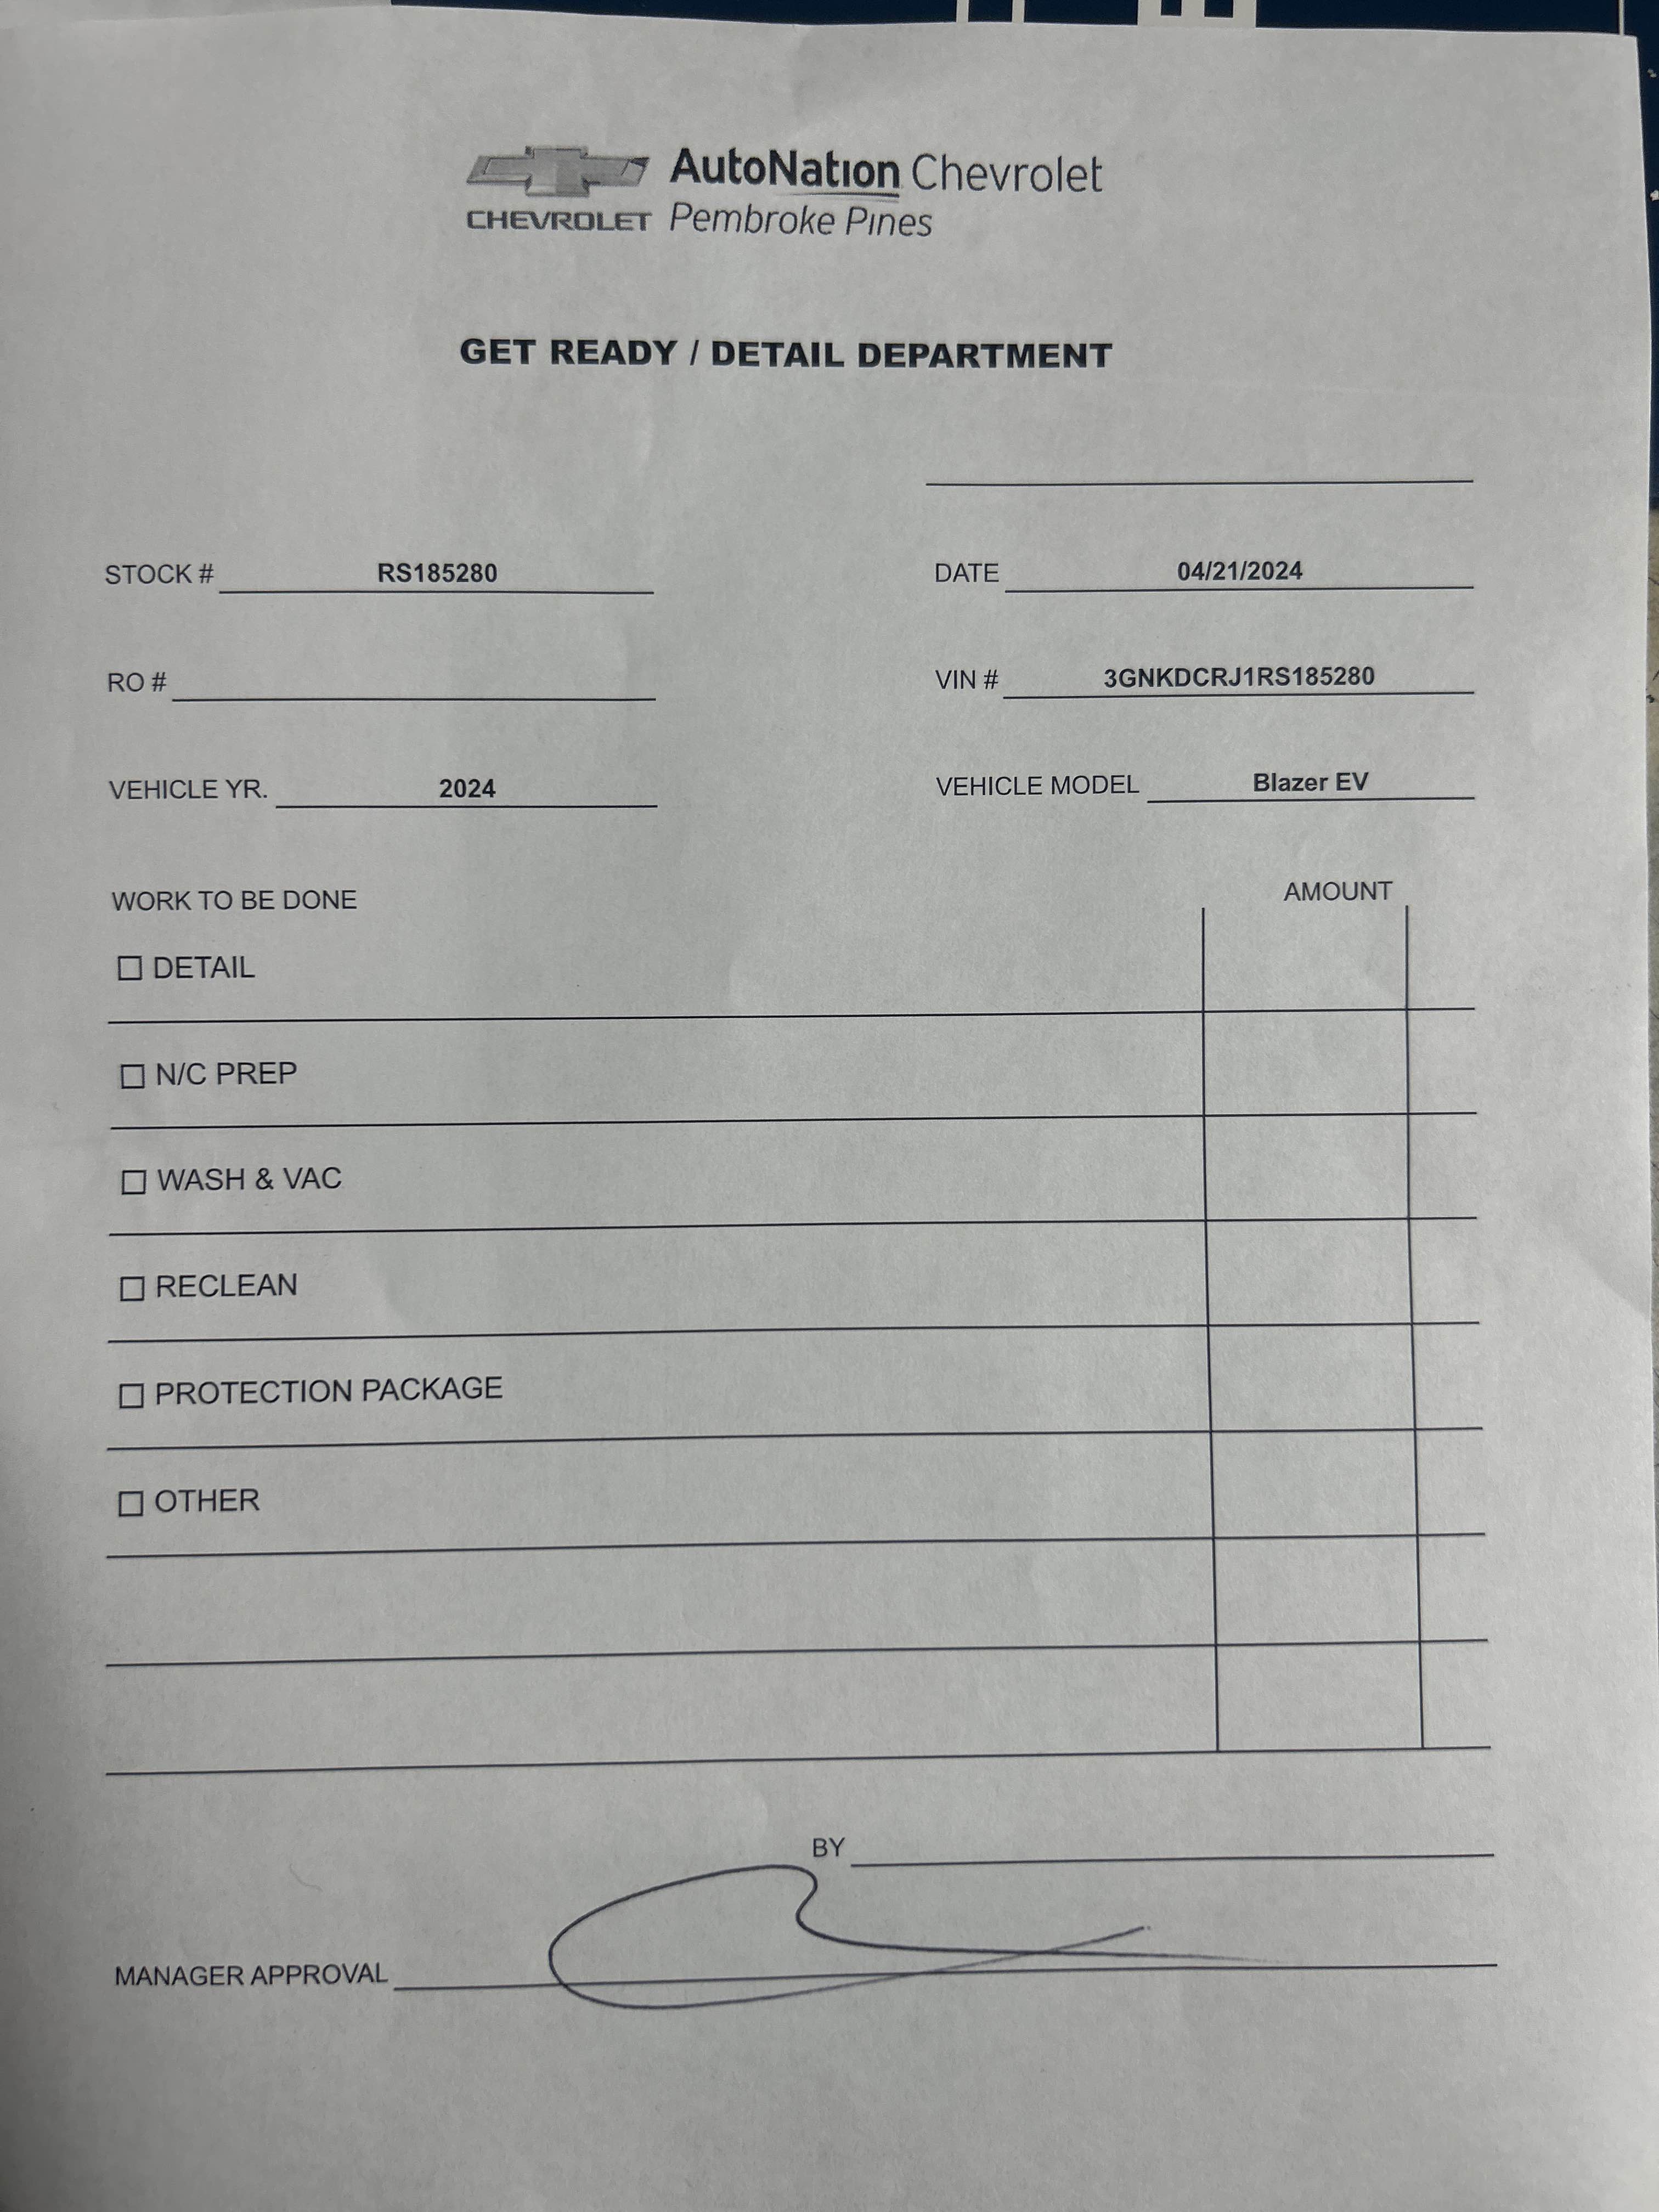 AutoNation Chevrolet
CHEVROLET Pembroke Pines
GET READY / DETAIL DEPARTMENT
STOCK # RS185280 DATE 04/21/2024
RO # VIN # 3GNKDCRJ1RS185280
VEHICLE YR. 2024 VEHICLE MODEL Blazer EV
WORK TO BE DONE AMOUNT
DETAIL
N/C PREP
WASH & VAC
RECLEAN
PROTECTION PACKAGE
OTHER
BY
MANAGER APPROVAL